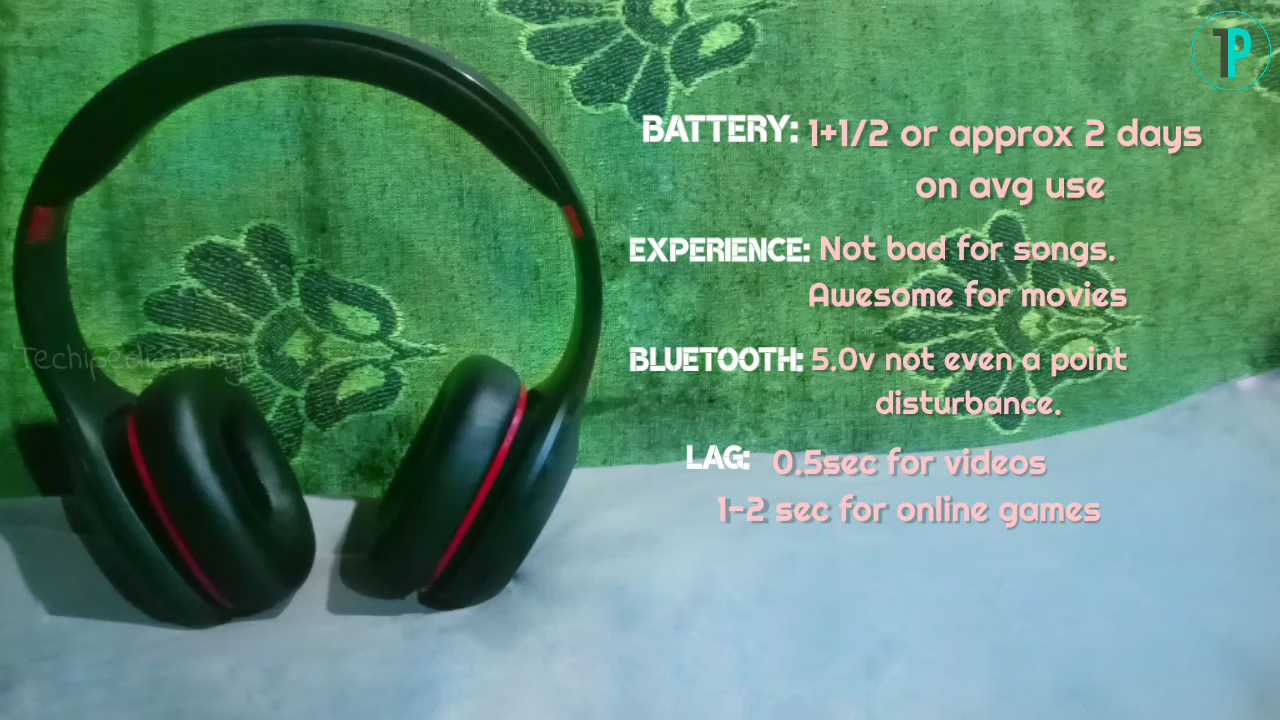 TP
BATTERY: 1+1/2 or approx 2 days
on avg use
EXPERIENCE: Not bad for songs.
Awesome for movies
BLUETOOTH: 5.0v not even a point
disturbance.
LAG: 0.5sec for videos
1-2 sec for online games